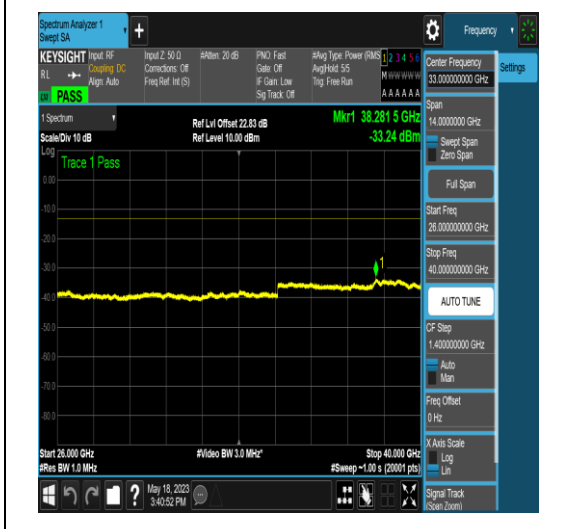 Spectrum Analyzer 1
Swept SA
+
Frequency
KEYSIGHT
Input: RF
Coupling: DC
Align: Auto
Input Z: 50 Ω
Corrections: Off
Freq Ref: Int (S)
#Atten: 20 dB
PNO: Fast
Gate: Off
IF Gain: Low
Sig Track: Off
#Avg Type: Power (RMS
Avg|Hold: 5/5
Trig: Free Run
1 2 3 4 5 6
M W W W W W
A A A A A A
RL
PASS
1 Spectrum
Scale/Div 10 dB
Ref Lvl Offset 22.83 dB
Ref Level 10.00 dBm
Mkr1 38.281 5 GHz
-33.24 dBm
Log
Trace 1 Pass
0.00
-10.0
-20.0
-30.0
-40.0
-50.0
-60.0
-70.0
-80.0
1
Start 26.000 GHz
#Res BW 1.0 MHz
#Video BW 3.0 MHz*
Stop 40.000 GHz
#Sweep ~1.00 s (20001 pts)
May 18, 2023
3:40:52 PM
Settings
Center Frequency
33.000000000 GHz
Span
14.0000000 GHz
Swept Span
Zero Span
Full Span
Start Freq
26.000000000 GHz
Stop Freq
40.000000000 GHz
AUTO TUNE
CF Step
1.400000000 GHz
Auto
Man
Freq Offset
0 Hz
X Axis Scale
Log
Lin
Signal Track
(Span Zoom)